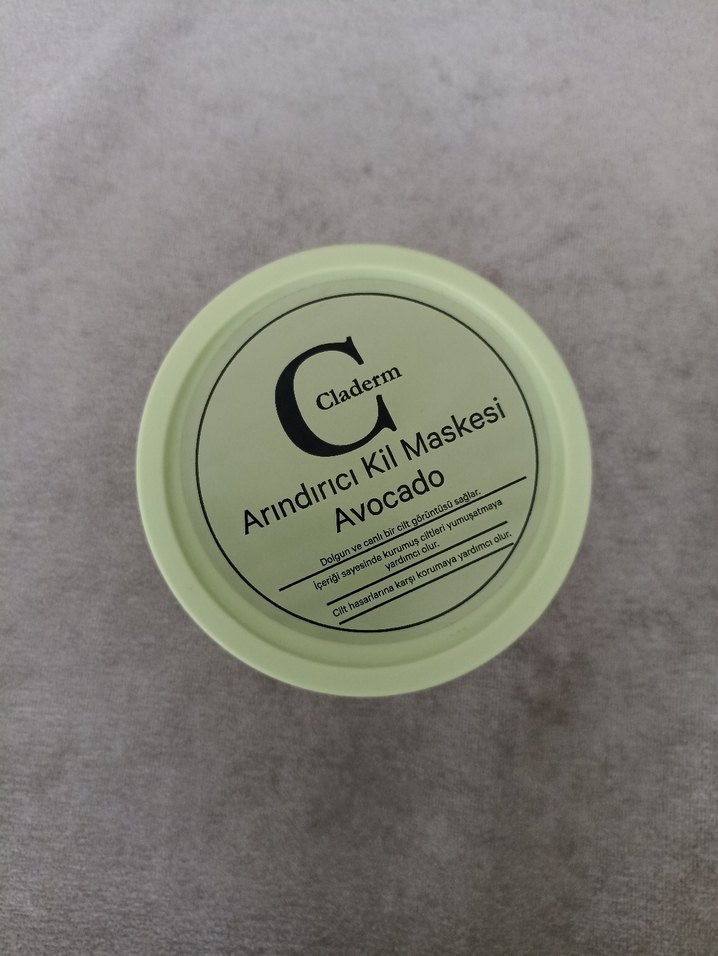 C
Claderm
Arındırıcı Kil Maskesi
Avocado
Dolgun ve canlı bir cilt görüntüsü sağlar.
İçeriği sayesinde kurumuş ciltleri yumuşatmaya
yardımcı olur.
Cilt hasarlarına karşı korumaya yardımcı olur.